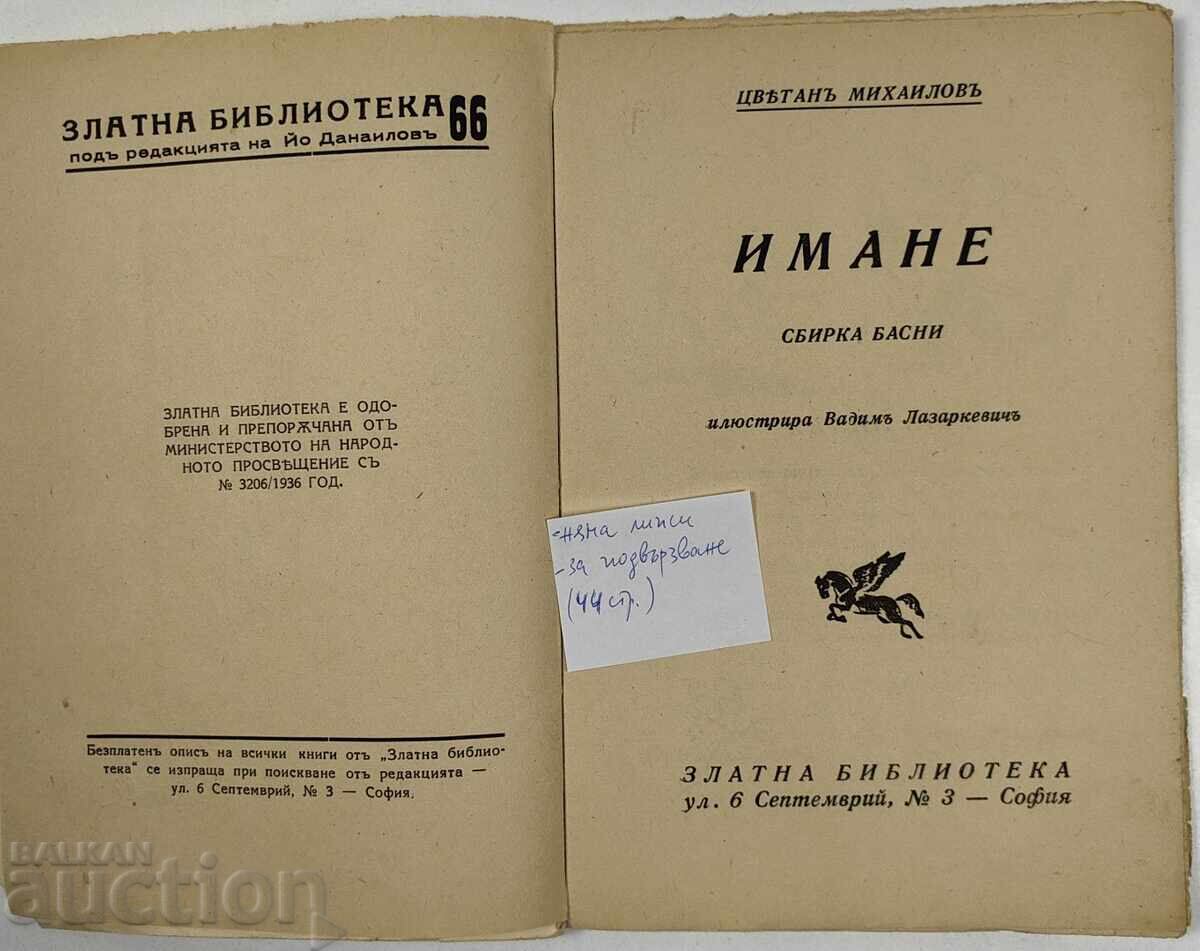 ЗЛАТНА БИБЛИОТЕКА 66
подъ редакцията на Йо Данаиловъ
ЗЛАТНА БИБЛИОТЕКА Е ОДО-
БРЕНА И ПРЕПОРѪЧАНА ОТЪ
МИНИСТЕРСТВОТО НА НАРОД-
НОТО ПРОСВѢЩЕНИЕ СЪ
№ 3206/1936 ГОД.
Безплатенъ описъ на всички книги отъ „Златна библио-
тека“ се изпраща при поискване отъ редакцията —
ул. 6 Септемврий, № 3 — София.
ЦВѢТАНЪ МИХАИЛОВЪ
ИМАНЕ
СБИРКА БАСНИ
илюстрира Вадимъ Лазаркевичъ
-няма липси
-за подвързване
(44 стр.)
ЗЛАТНА БИБЛИОТЕКА
ул. 6 Септемврий, № 3 — София
BALKAN
auction